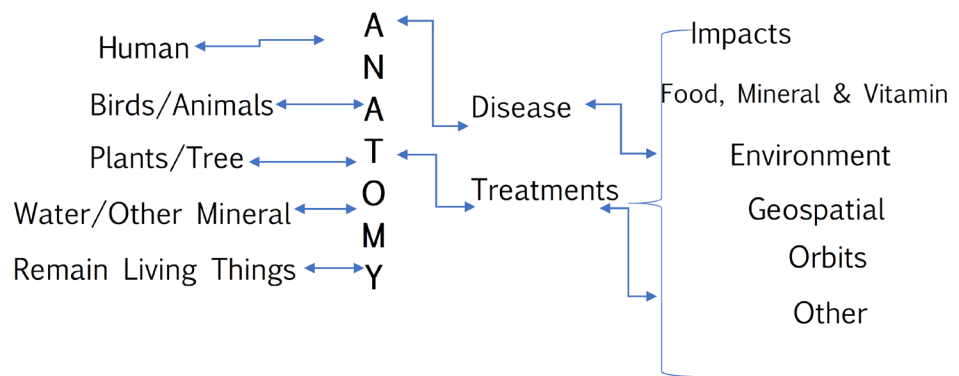 Human
Birds/Animals
Plants/Tree
Water/Other Mineral
Remain Living Things
A
N
A
T
O
M
Y
Disease
Treatments
Impacts
Food, Mineral & Vitamin
Environment
Geospatial
Orbits
Other